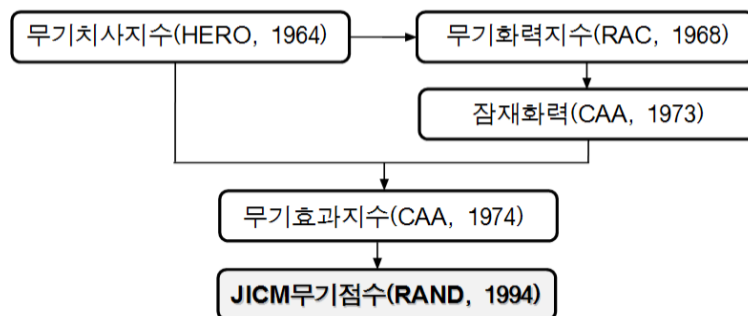 무기치사지수(HERO, 1964)
무기화력지수(RAC, 1968)
잠재화력(CAA, 1973)
무기효과지수(CAA, 1974)
JICM무기점수(RAND, 1994)